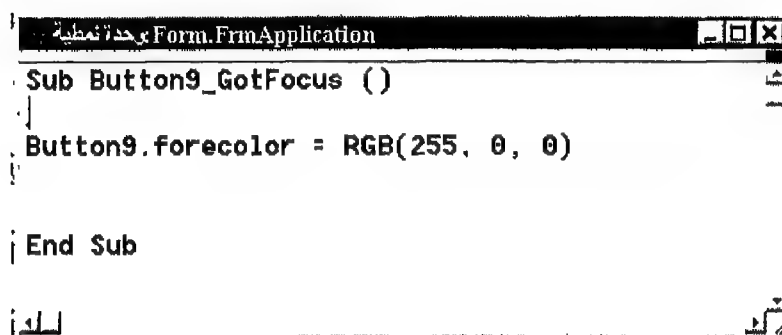 وحدة نمطية: Form.FrmApplication
Sub Button9_GotFocus ()
Button9.forecolor = RGB(255, 0, 0)
End Sub